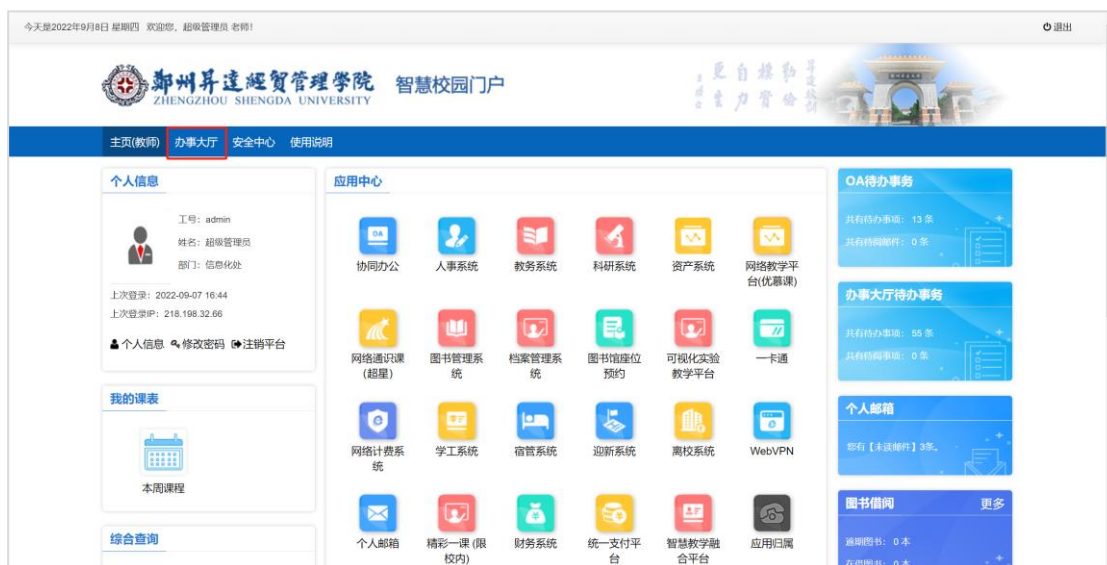 今天是2022年9月8日 星期四 欢迎您，超级管理员 老师！
退出
鄭州昇達經貿管理學院
ZHENGZHOU SHENGDA UNIVERSITY
智慧校园门户
主页(教师) 办事大厅 安全中心 使用说明
个人信息
工号：admin
姓名：超级管理员
部门：信息化处
上次登录：2022-09-07 16:44
上次登录IP：218.198.32.66
个人信息 修改密码 注销平台
我的课表
本周课程
综合查询
应用中心
OA
协同办公 人事系统 教务系统 科研系统 资产系统 网络教学平
台(优慕课)
网络通识课 图书管理系 档案管理系 图书馆座位 可视化实验 一卡通
(超星) 统 统 预约 教学平台
网络计费系 学工系统 宿管系统 迎新系统 离校系统 WebVPN
统
个人邮箱 精彩一课 (限 财务系统 统一支付平 智慧教学融 应用归属
校内) 台 合平台
OA待办事务
共有待办事项：13 条
共有待阅邮件：0 条
办事大厅待办事务
共有待办事项：55 条
共有待阅事项：0 条
个人邮箱
您有【未读邮件】3条。
图书借阅 更多
逾期图书：0 本
在借图书：0 本